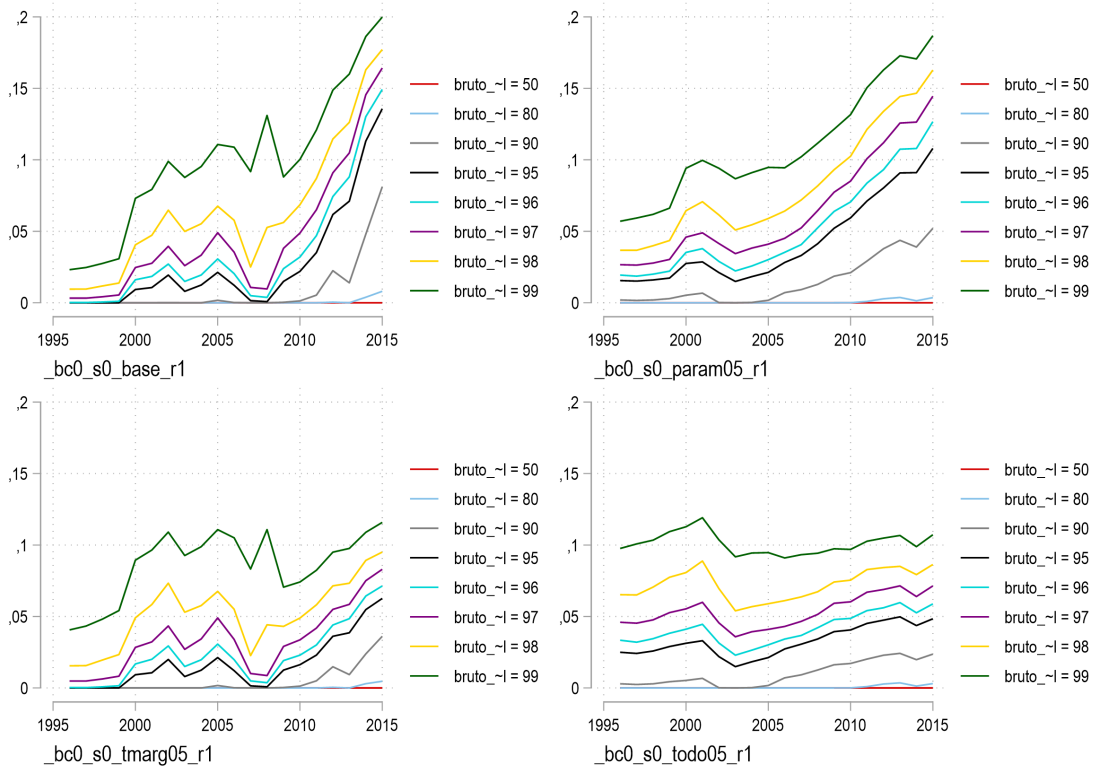 ,2
,15
,1
,05
0
1995 2000 2005 2010 2015
_bc0_s0_base_r1
bruto_~l = 50
bruto_~l = 80
bruto_~l = 90
bruto_~l = 95
bruto_~l = 96
bruto_~l = 97
bruto_~l = 98
bruto_~l = 99
,2
,15
,1
,05
0
1995 2000 2005 2010 2015
_bc0_s0_param05_r1
bruto_~l = 50
bruto_~l = 80
bruto_~l = 90
bruto_~l = 95
bruto_~l = 96
bruto_~l = 97
bruto_~l = 98
bruto_~l = 99
,2
,15
,1
,05
0
1995 2000 2005 2010 2015
_bc0_s0_tmarg05_r1
bruto_~l = 50
bruto_~l = 80
bruto_~l = 90
bruto_~l = 95
bruto_~l = 96
bruto_~l = 97
bruto_~l = 98
bruto_~l = 99
,2
,15
,1
,05
0
1995 2000 2005 2010 2015
_bc0_s0_todo05_r1
bruto_~l = 50
bruto_~l = 80
bruto_~l = 90
bruto_~l = 95
bruto_~l = 96
bruto_~l = 97
bruto_~l = 98
bruto_~l = 99